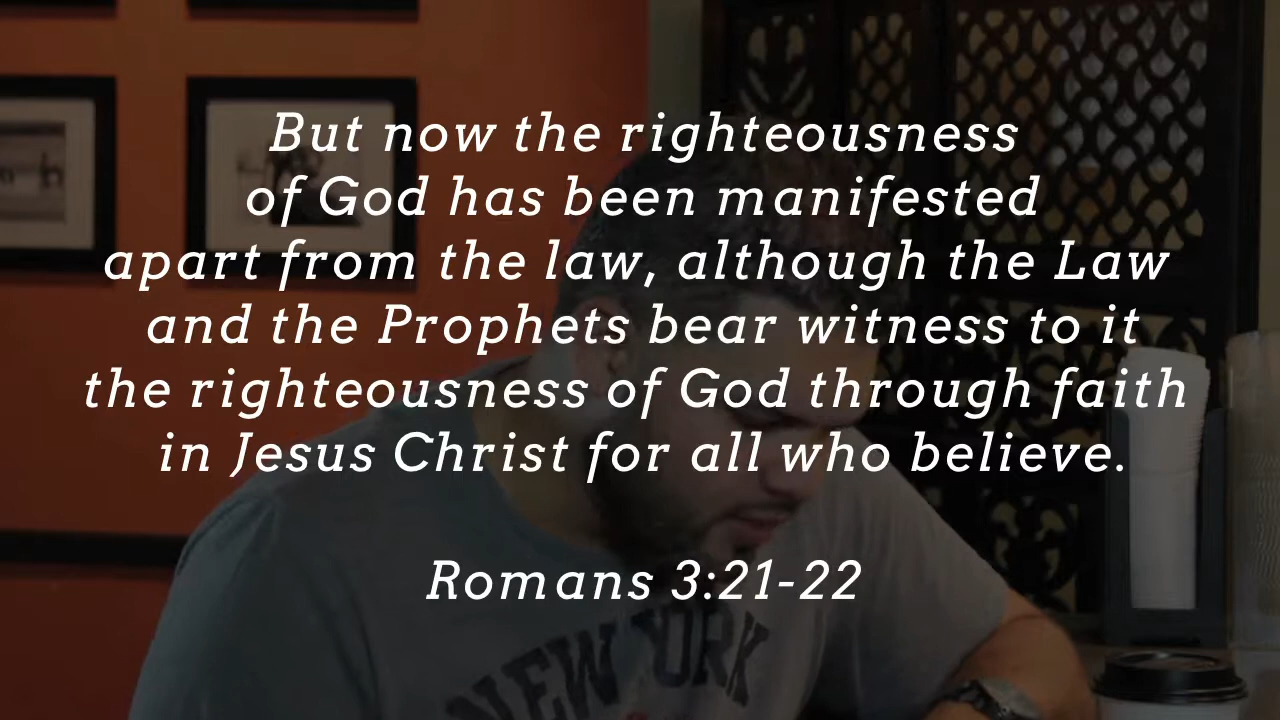 But now the righteousness
of God has been manifested
apart from the law, although the Law
and the Prophets bear witness to it
the righteousness of God through faith
in Jesus Christ for all who believe.
Romans 3:21-22
NEW YORK